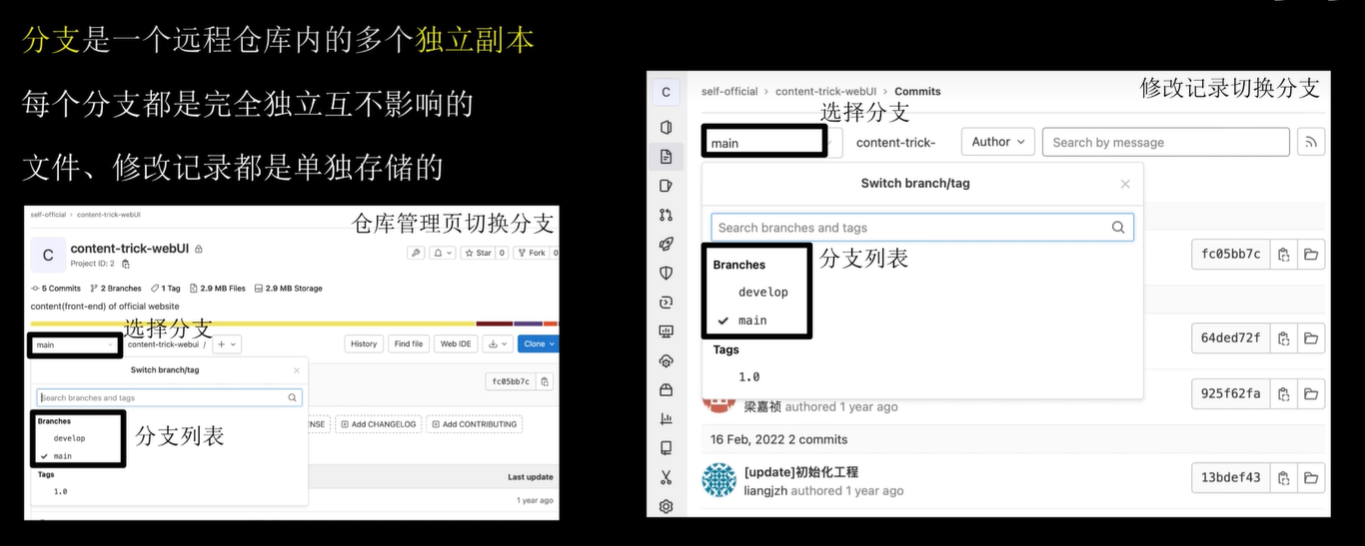 分支是一个远程仓库内的多个独立副本
每个分支都是完全独立互不影响的
文件、修改记录都是单独存储的
self-official › content-trick-webUI
仓库管理页切换分支
C
content-trick-webUI
Project ID: 2
Star 0
Fork 0
5 Commits 2 Branches 1 Tag 2.9 MB Files 2.9 MB Storage
content(front-end) of official website
选择分支
main
content-trick-webui / +
History
Find file
Web IDE
Clone
Switch branch/tag
fc05bb7c
Search branches and tags
Branches
develop
main
分支列表
ENSE
Add CHANGELOG
Add CONTRIBUTING
Tags
1.0
Last update
1 year ago
C
self-official › content-trick-webUI › Commits
修改记录切换分支
选择分支
main
content-trick-
Author
Search by message
Switch branch/tag
Search branches and tags
Branches
develop
main
分支列表
Tags
1.0
fc05bb7c
64ded72f
925f62fa
梁嘉祯 authored 1 year ago
16 Feb, 2022 2 commits
[update]初始化工程
liangjzh authored 1 year ago
13bdef43